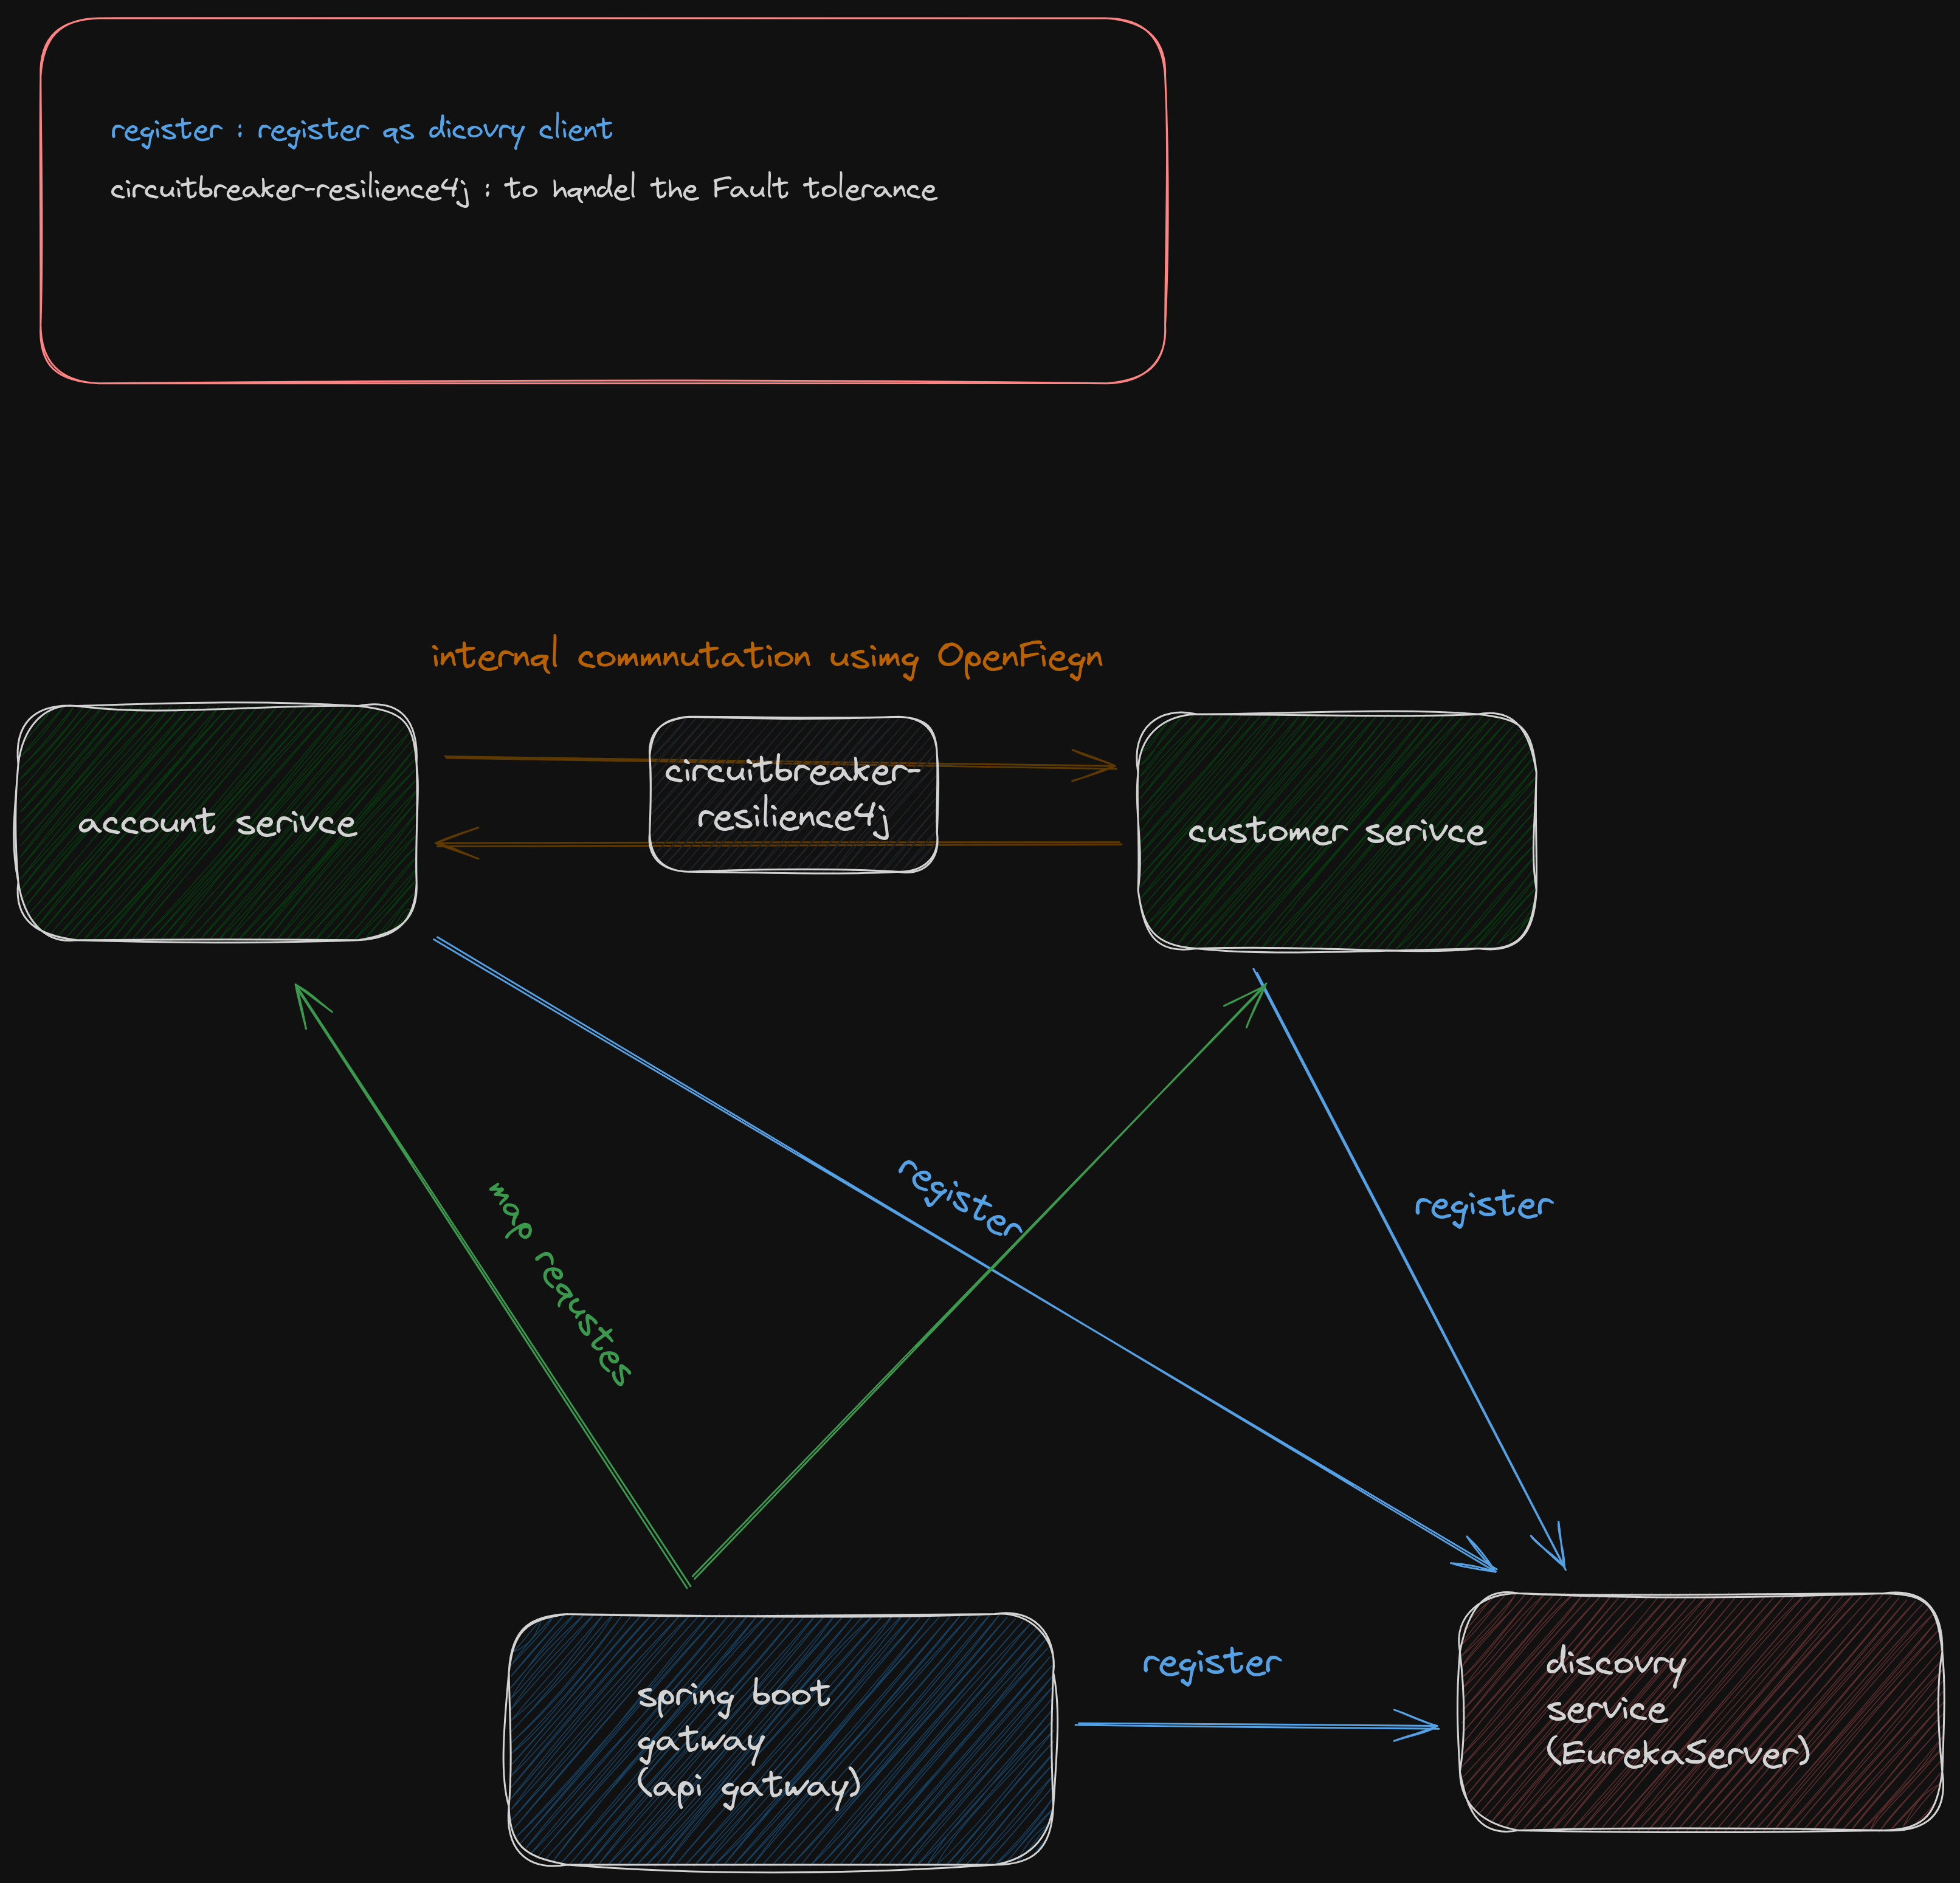 register : register as dicovry client
circuitbreaker-resilience4j : to handel the Fault tolerance
internal commnutation using OpenFiegn
account serivce
circuitbreaker-
resilience4j
customer serivce
register
register
map requstes
register
spring boot
gatway
(api gatway)
discovry
service
(EurekaServer)